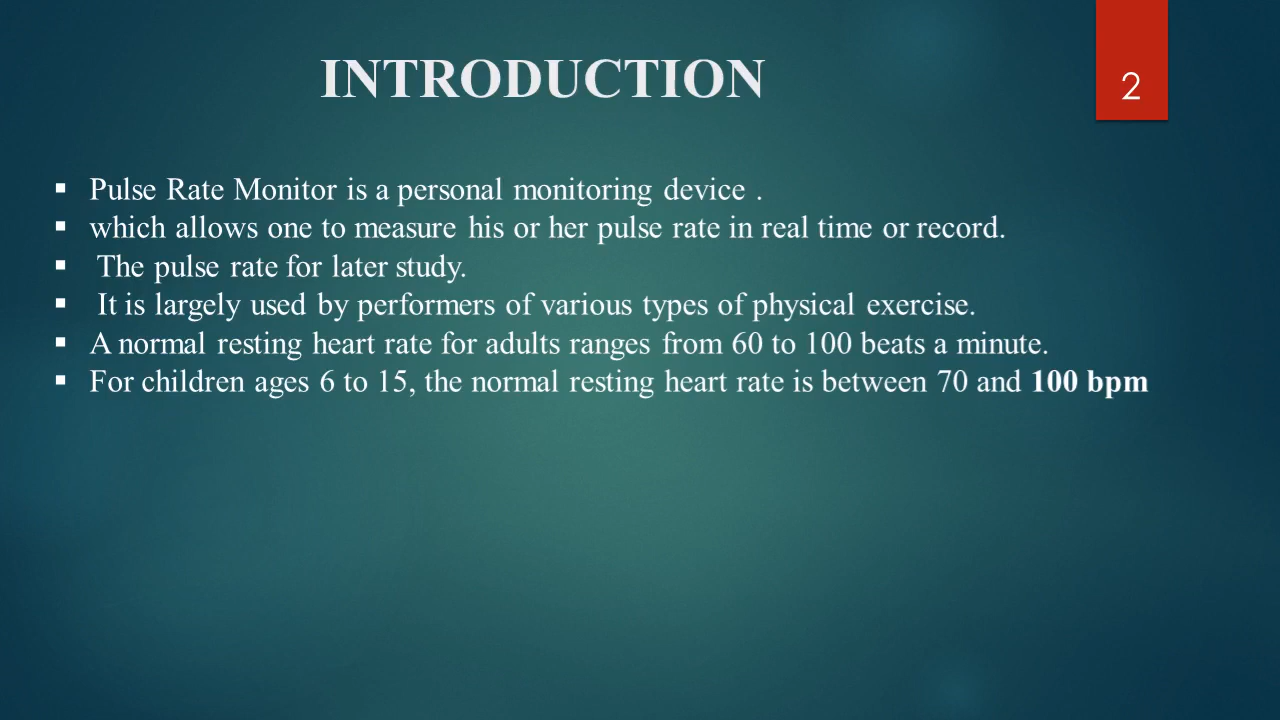 INTRODUCTION
2
▪ Pulse Rate Monitor is a personal monitoring device .
▪ which allows one to measure his or her pulse rate in real time or record.
▪ The pulse rate for later study.
▪ It is largely used by performers of various types of physical exercise.
▪ A normal resting heart rate for adults ranges from 60 to 100 beats a minute.
▪ For children ages 6 to 15, the normal resting heart rate is between 70 and 100 bpm